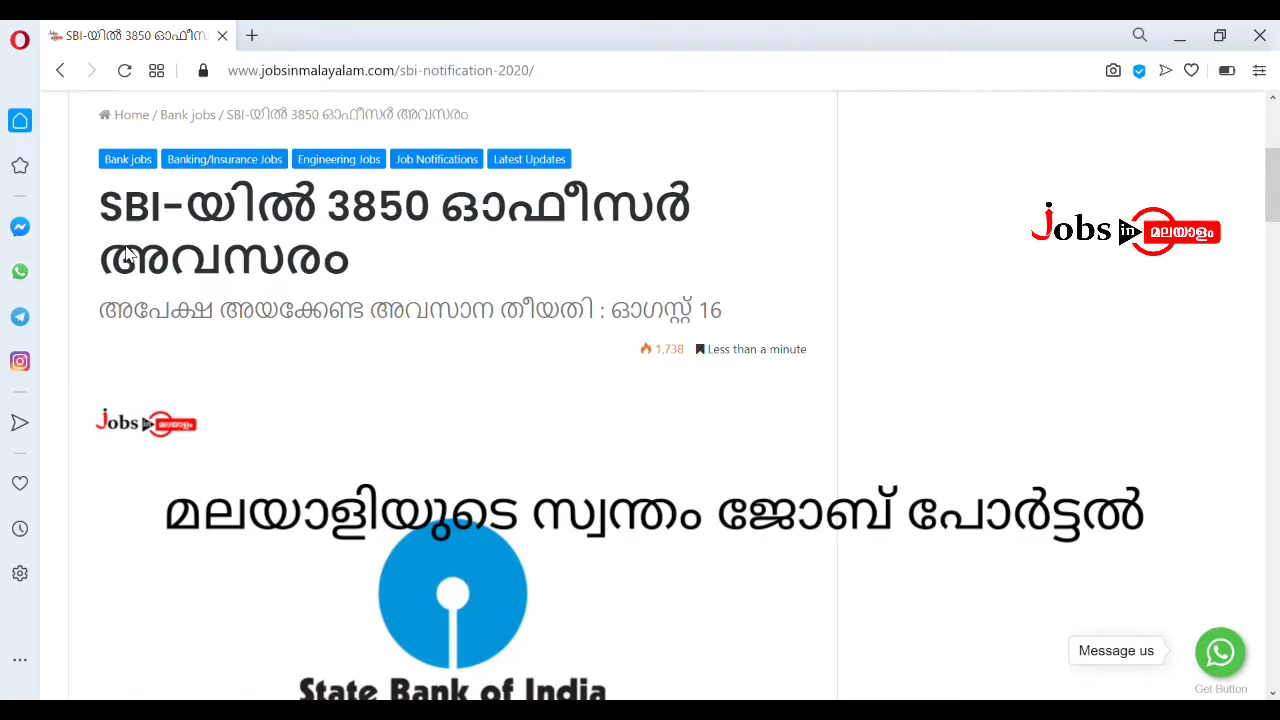 SBI-യിൽ 3850 ഓഫീസ
www.jobsinmalayalam.com/sbi-notification-2020/
Home / Bank jobs / SBI-യിൽ 3850 ഓഫീസർ അവസരം
Bank jobs Banking/Insurance Jobs Engineering Jobs Job Notifications Latest Updates
SBI-യിൽ 3850 ഓഫീസർ
അവസരം
Jobs in മലയാളം
അപേക്ഷ അയക്കേണ്ട അവസാന തീയതി : ഓഗസ്റ്റ് 16
1,738 Less than a minute
Jobs in മലയാളം
മലയാളിയുടെ സ്വന്തം ജോബ് പോർട്ടൽ
State Bank of India
Message us
Get Button